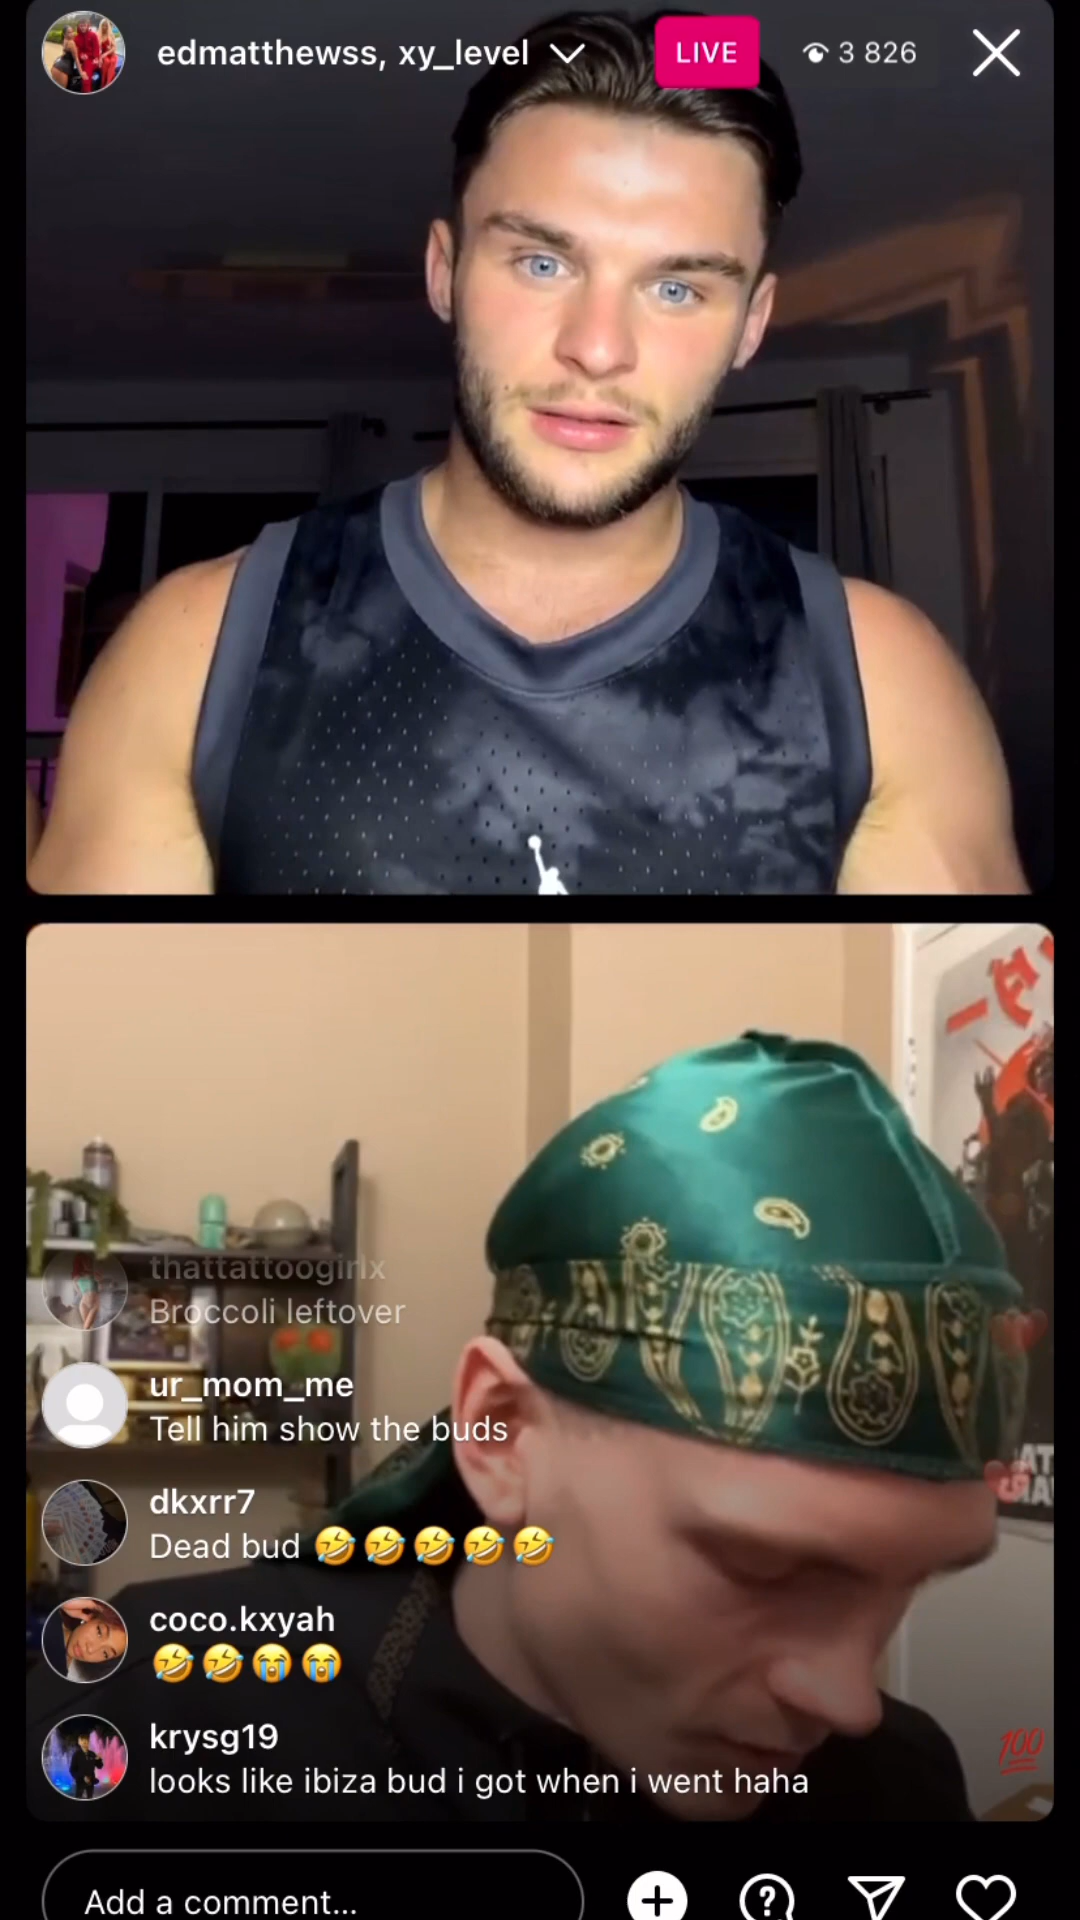 edmatthewss, xy_level
LIVE
3 826
thattattoogirlx
Broccoli leftover
ur_mom_me
Tell him show the buds
dkxrr7
Dead bud 🤣🤣🤣🤣🤣
coco.kxyah
🤣🤣😭😭
krysg19
looks like ibiza bud i got when i went haha
💯
Add a comment...